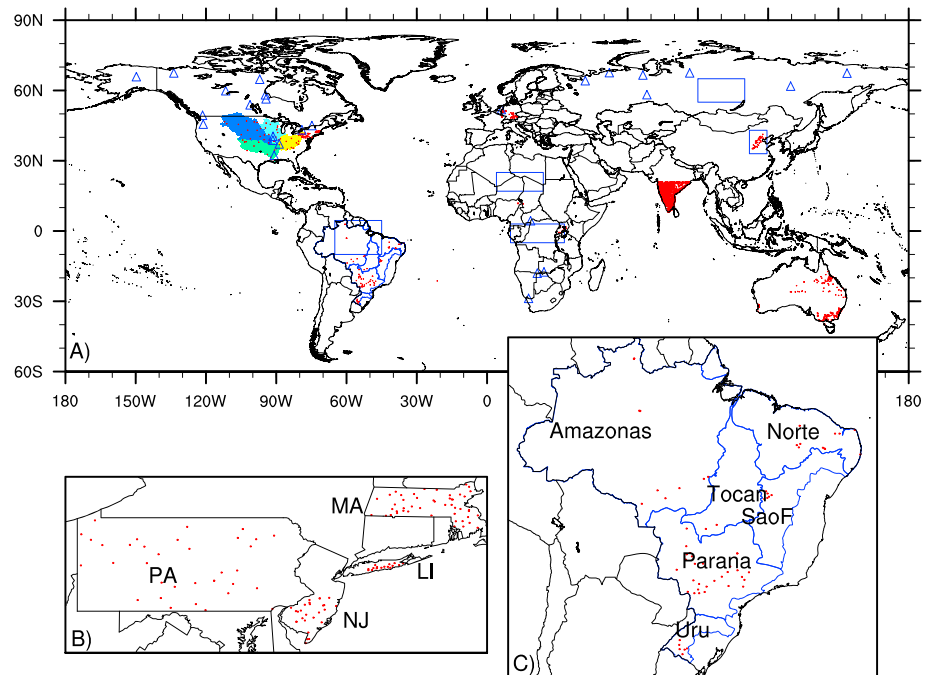 90N
60N
30N
0
30S
60S
A)
180 150W 120W 90W 60W 30W 0 180
Amazonas
Norte
Tocan
SaoF
Parana
Uru
C)
MA
PA
LI
NJ
B)